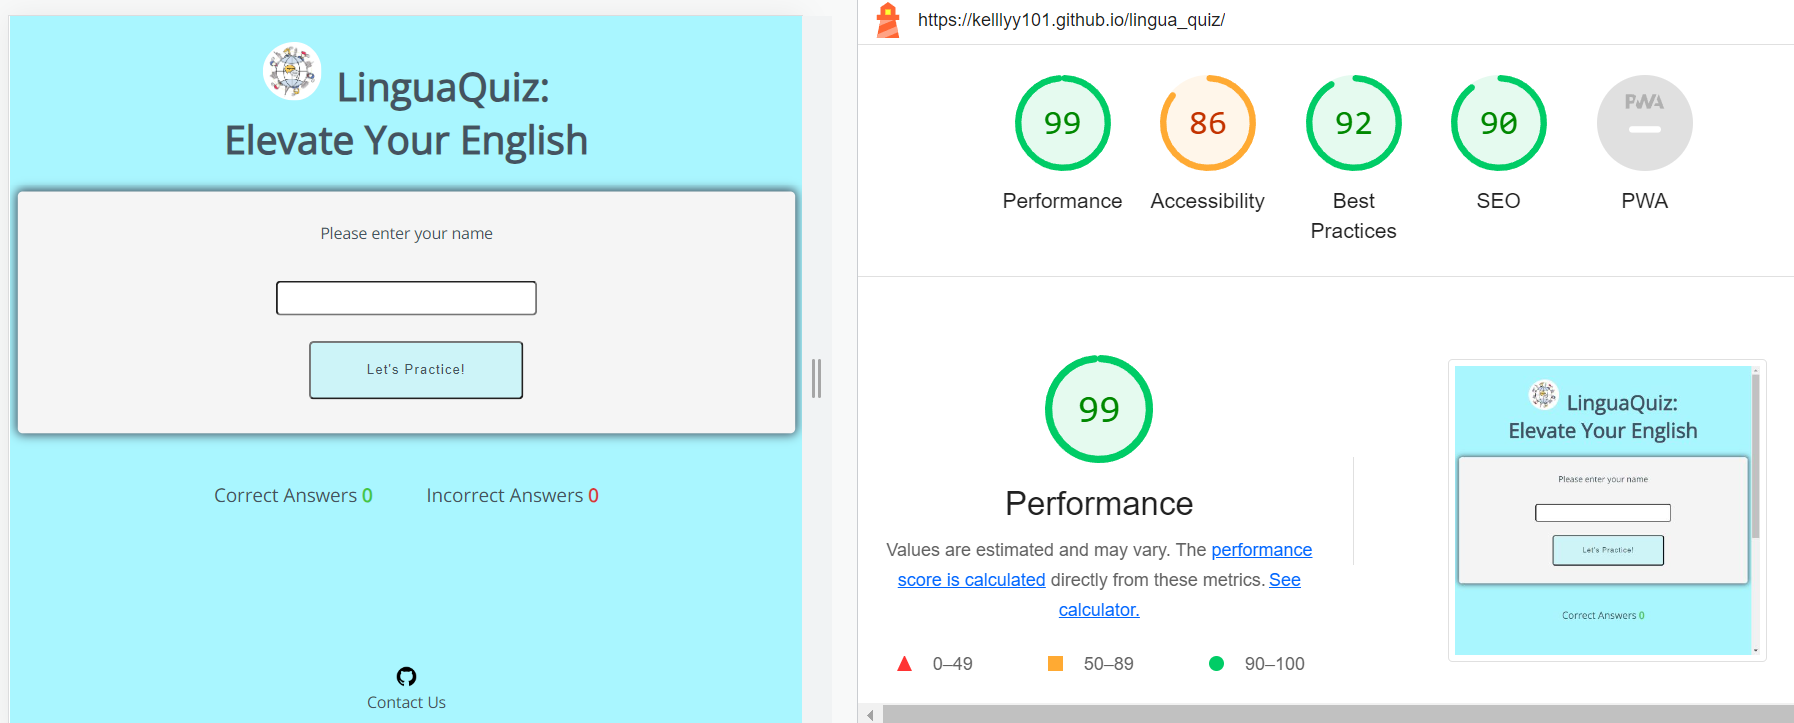 LinguaQuiz:
Elevate Your English
Please enter your name
Let's Practice!
Correct Answers 0
Incorrect Answers 0
Contact Us
https://kelllyy101.github.io/lingua_quiz/
99
Performance
86
Accessibility
92
Best
Practices
90
SEO
PWA
PWA
99
Performance
Values are estimated and may vary. The performance
score is calculated directly from these metrics. See
calculator.
0–49
50–89
90–100
LinguaQuiz:
Elevate Your English
Please enter your name
Let's Practice!
Correct Answers 0